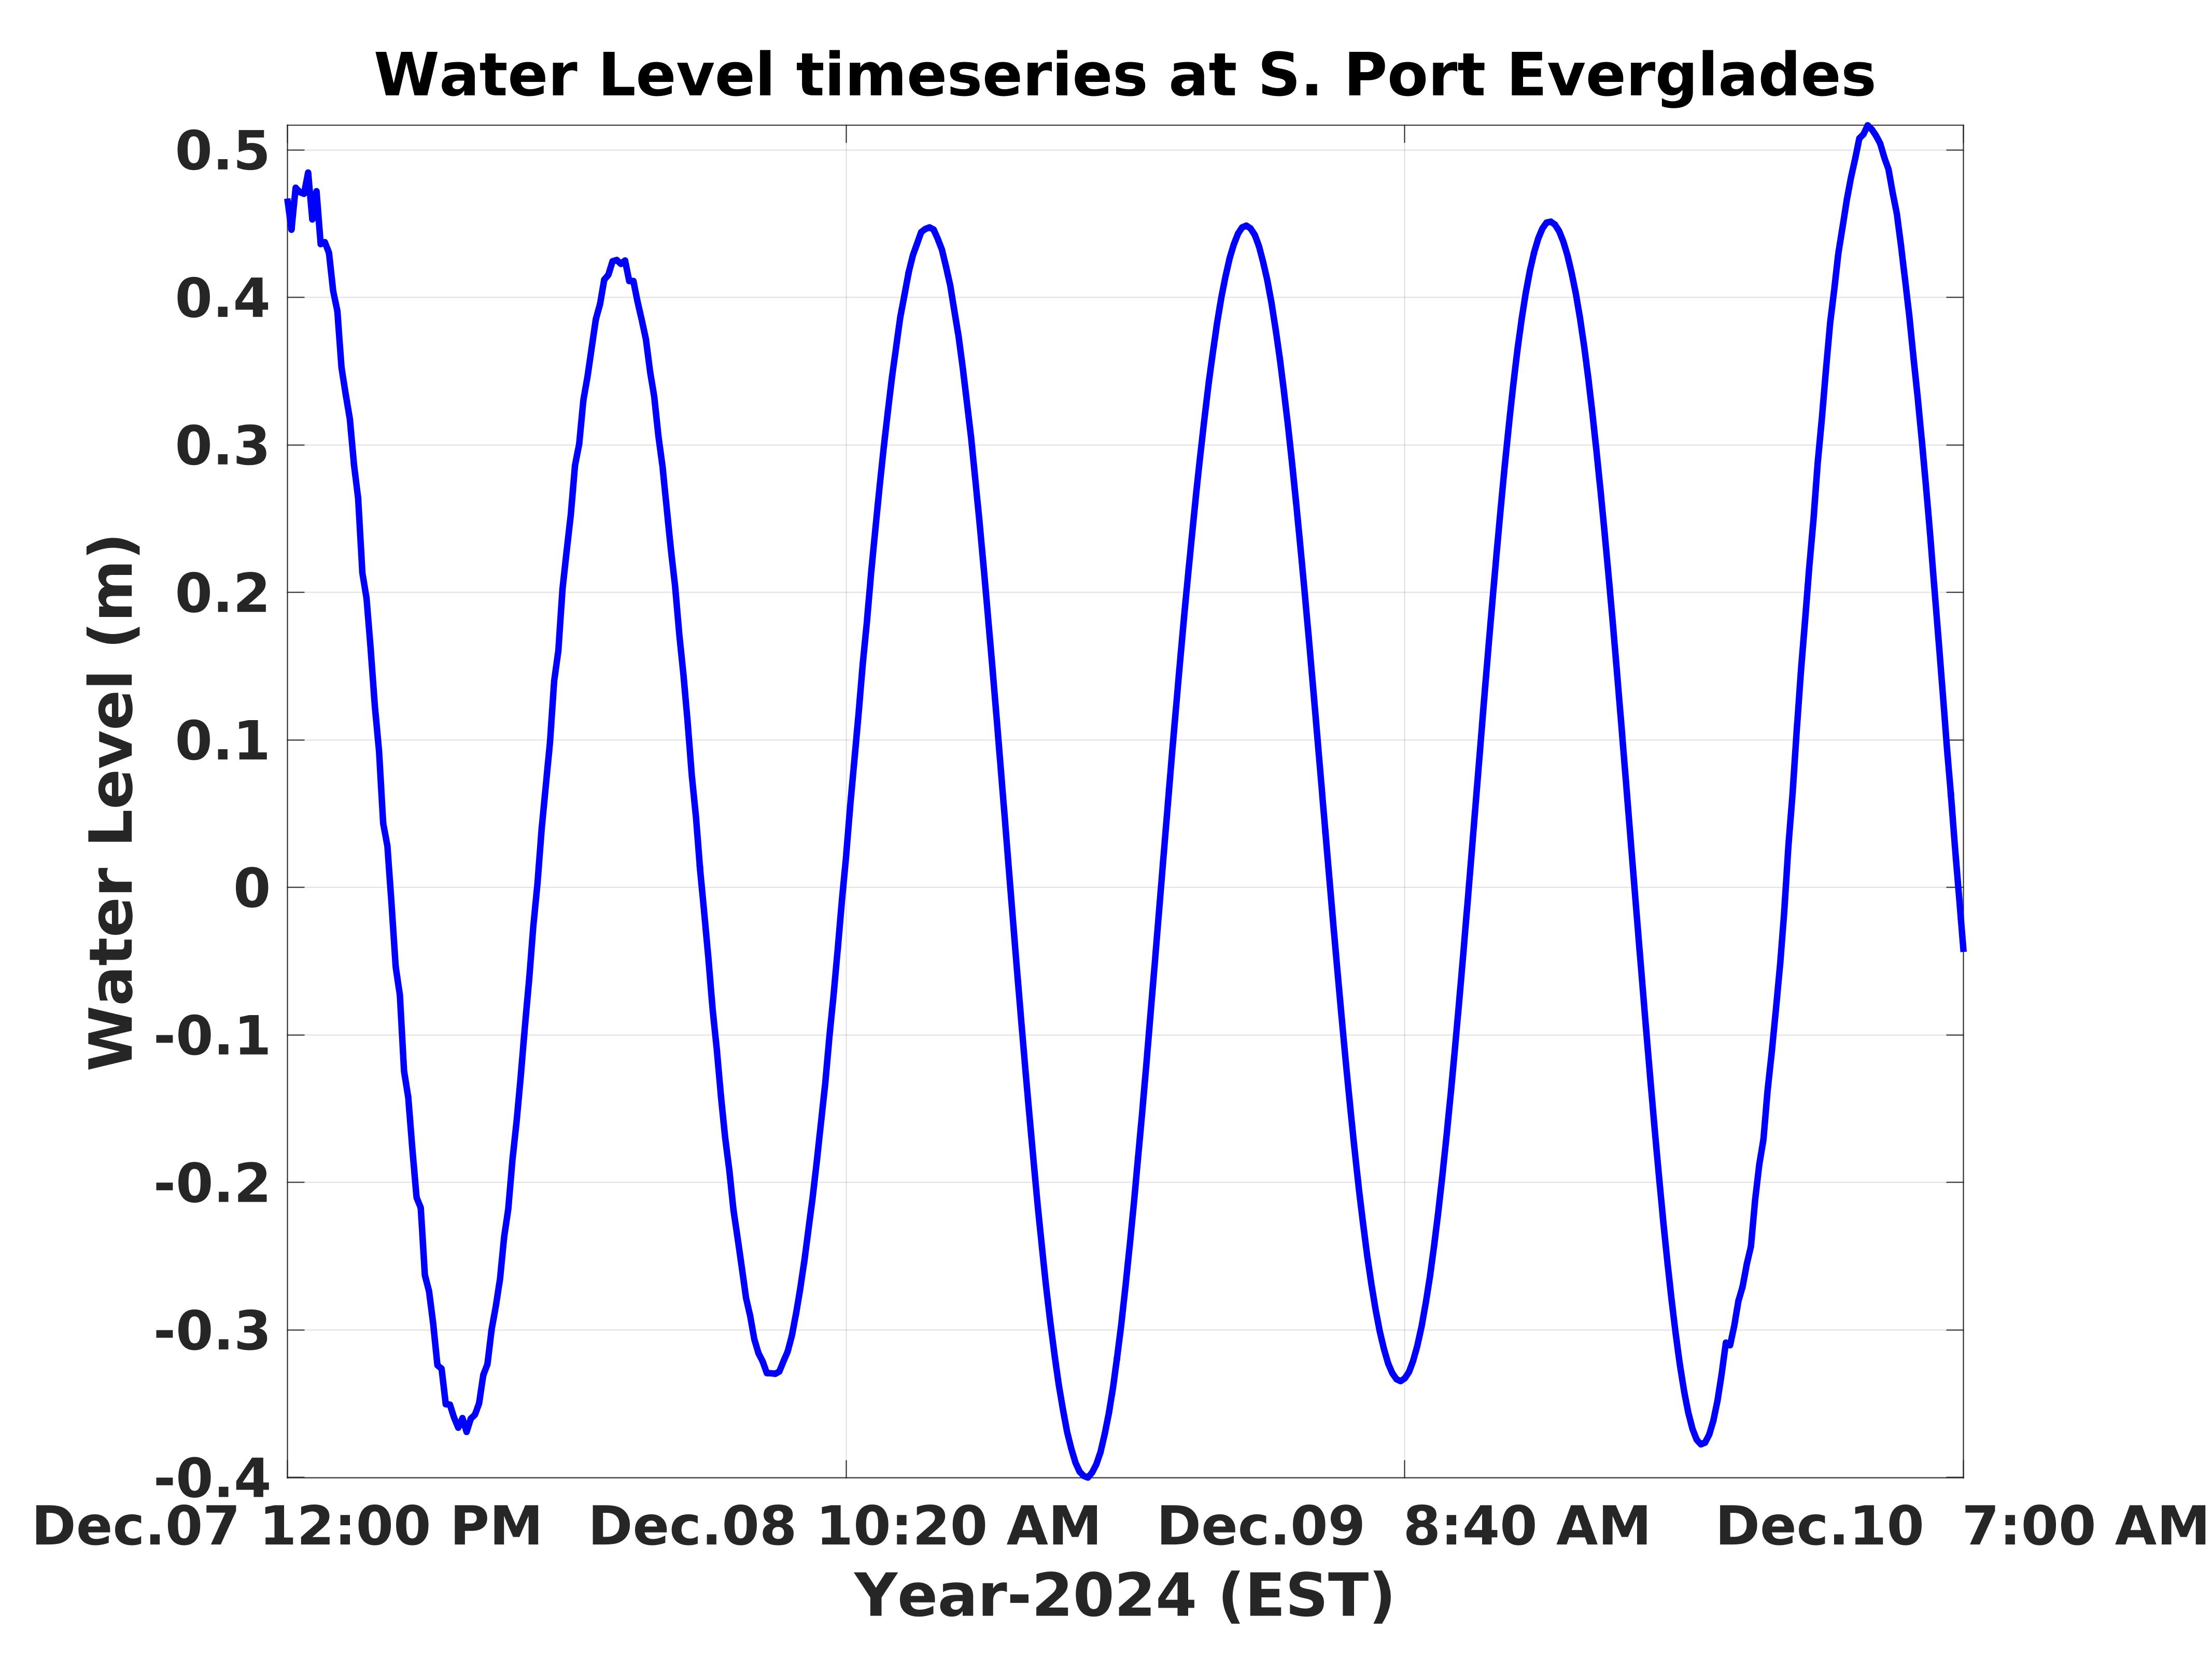 Water Level timeseries at S. Port Everglades
Water Level (m)
0.5
0.4
0.3
0.2
0.1
0
-0.1
-0.2
-0.3
-0.4
Dec.07 12:00 PM Dec.08 10:20 AM Dec.09 8:40 AM Dec.10 7:00 AM
Year-2024 (EST)